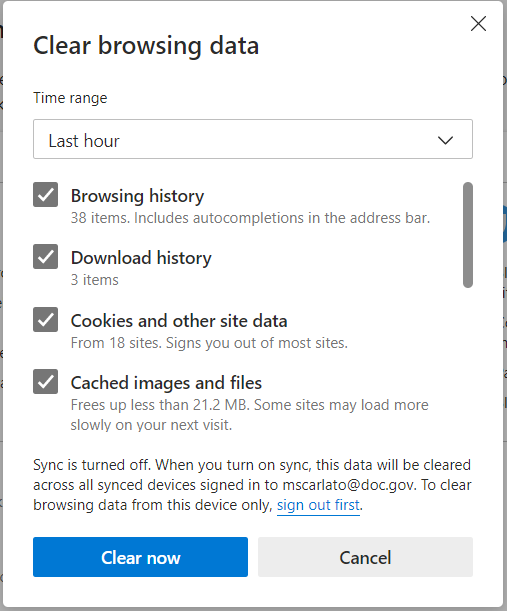 Clear browsing data
Time range
Last hour
Browsing history
38 items. Includes autocompletions in the address bar.
Download history
3 items
Cookies and other site data
From 18 sites. Signs you out of most sites.
Cached images and files
Frees up less than 21.2 MB. Some sites may load more
slowly on your next visit.
Sync is turned off. When you turn on sync, this data will be cleared
across all synced devices signed in to mscarlato@doc.gov. To clear
browsing data from this device only, sign out first.
Clear now
Cancel